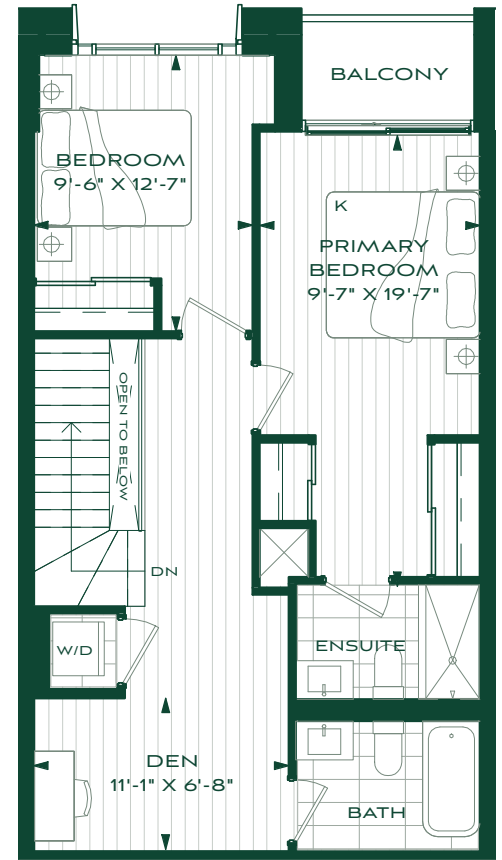 BALCONY
BEDROOM
9'-6" X 12'-7"
K
PRIMARY
BEDROOM
9'-7" X 19'-7"
OPEN TO BELOW
DN
W/D
ENSUITE
DEN
11'-1" X 6'-8"
BATH